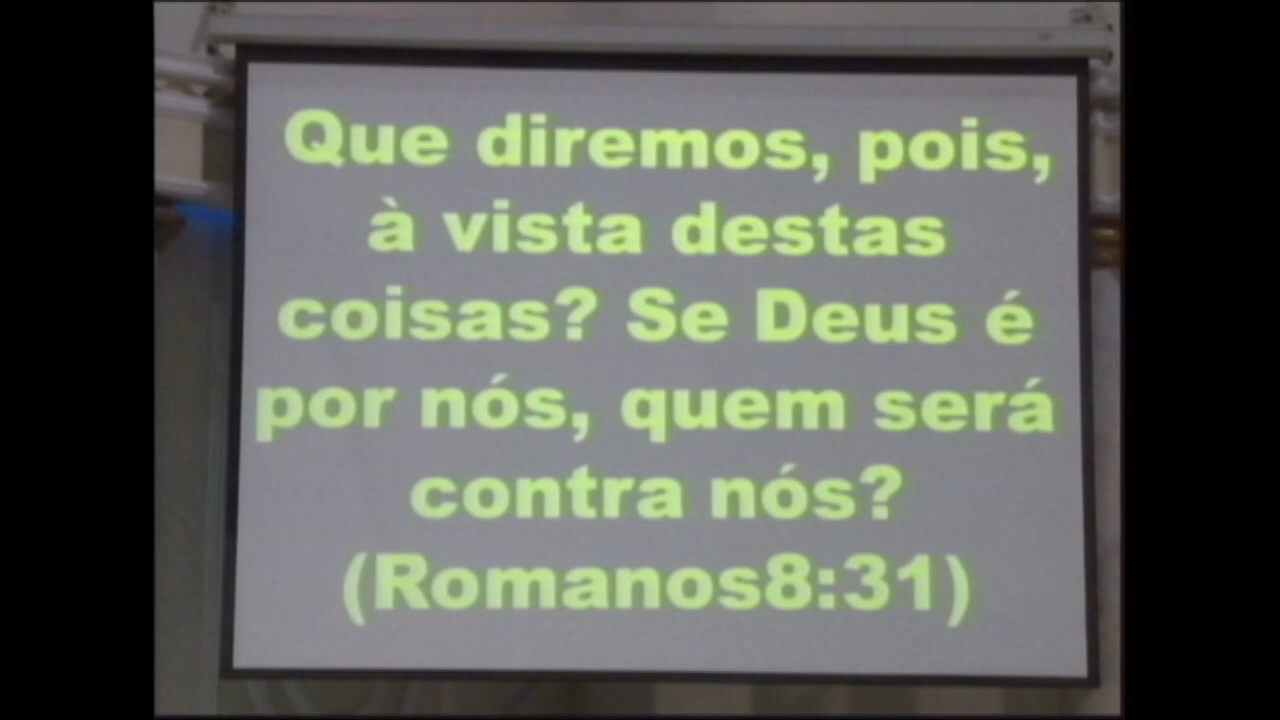 Que diremos, pois,
à vista destas
coisas? Se Deus é
por nós, quem será
contra nós?
(Romanos8:31)